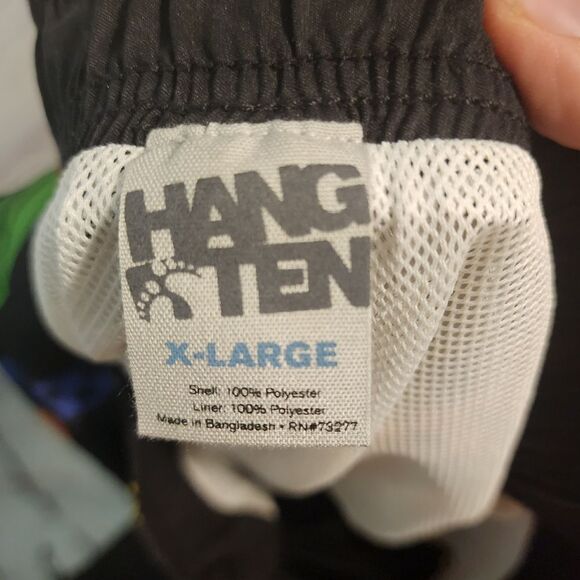 HANG
TEN
X-LARGE
Shell: 100% Polyester
Liner: 100% Polyester
Made in Bangladesh • RN#73277